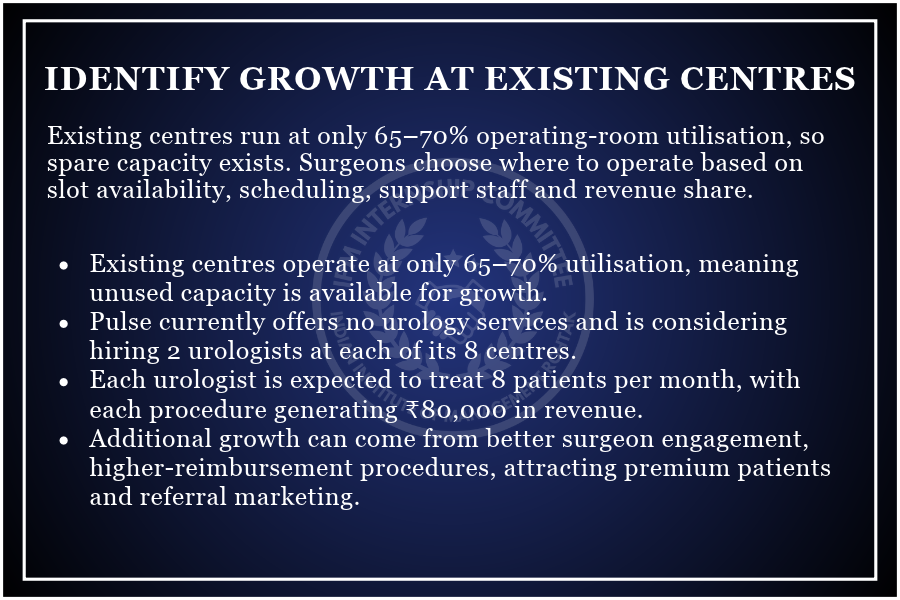 IDENTIFY GROWTH AT EXISTING CENTRES
Existing centres run at only 65–70% operating-room utilisation, so
spare capacity exists. Surgeons choose where to operate based on
slot availability, scheduling, support staff and revenue share.
• Existing centres operate at only 65–70% utilisation, meaning
unused capacity is available for growth.
• Pulse currently offers no urology services and is considering
hiring 2 urologists at each of its 8 centres.
• Each urologist is expected to treat 8 patients per month, with
each procedure generating ₹80,000 in revenue.
• Additional growth can come from better surgeon engagement,
higher-reimbursement procedures, attracting premium patients
and referral marketing.